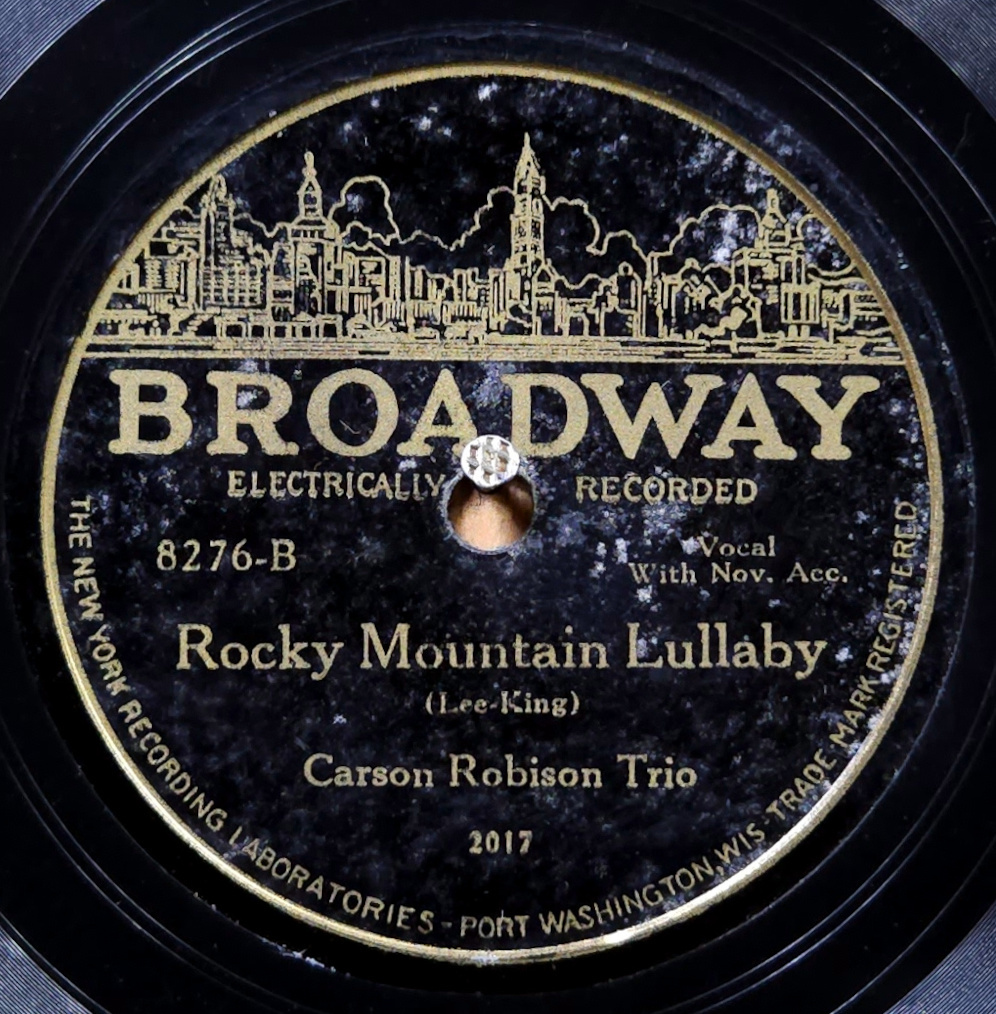 BROADWAY
ELECTRICALLY RECORDED
8276-B
Vocal
With Nov. Acc.
Rocky Mountain Lullaby
(Lee-King)
Carson Robison Trio
2017
THE NEW YORK RECORDING LABORATORIES - PORT WASHINGTON, WIS - TRADE MARK REGISTERED